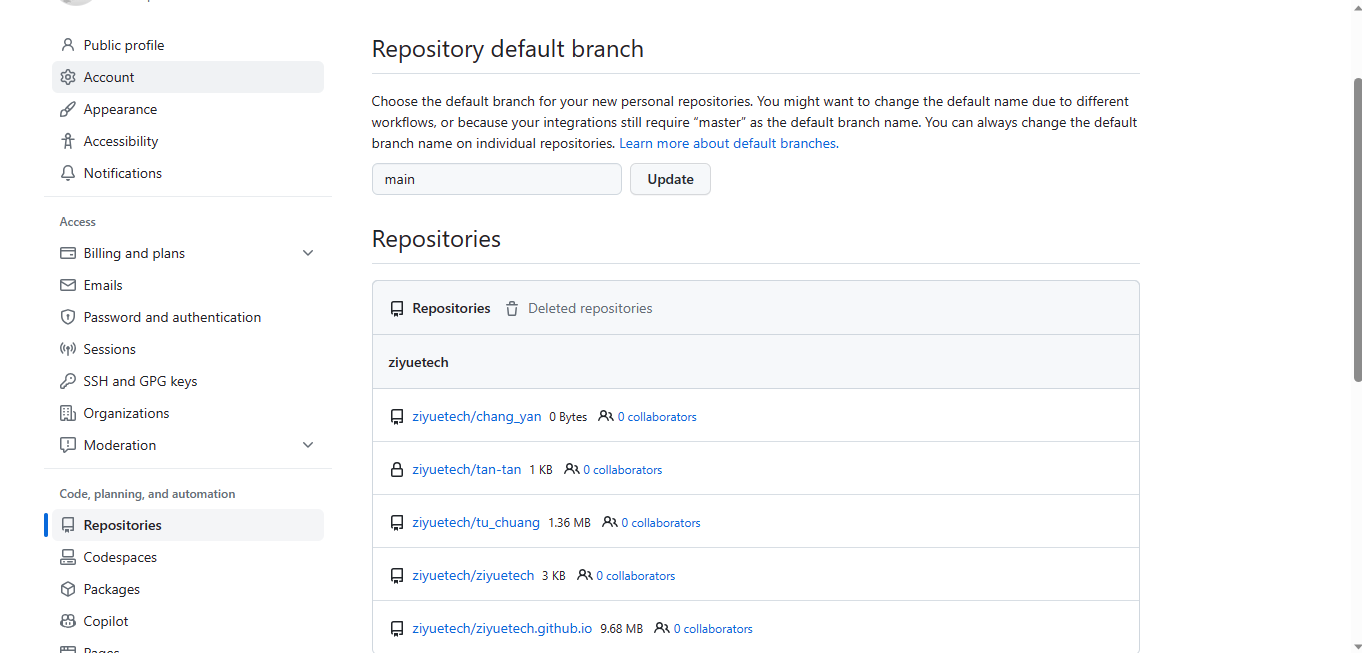 Public profile
Account
Appearance
Accessibility
Notifications
Access
Billing and plans
Emails
Password and authentication
Sessions
SSH and GPG keys
Organizations
Moderation
Code, planning, and automation
Repositories
Codespaces
Packages
Copilot
Pages
Repository default branch
Choose the default branch for your new personal repositories. You might want to change the default name due to different
workflows, or because your integrations still require “master” as the default branch name. You can always change the default
branch name on individual repositories. Learn more about default branches.
main
Update
Repositories
Repositories Deleted repositories
ziyuetech
ziyuetech/chang_yan 0 Bytes 0 collaborators
ziyuetech/tan-tan 1 KB 0 collaborators
ziyuetech/tu_chuang 1.36 MB 0 collaborators
ziyuetech/ziyuetech 3 KB 0 collaborators
ziyuetech/ziyuetech.github.io 9.68 MB 0 collaborators